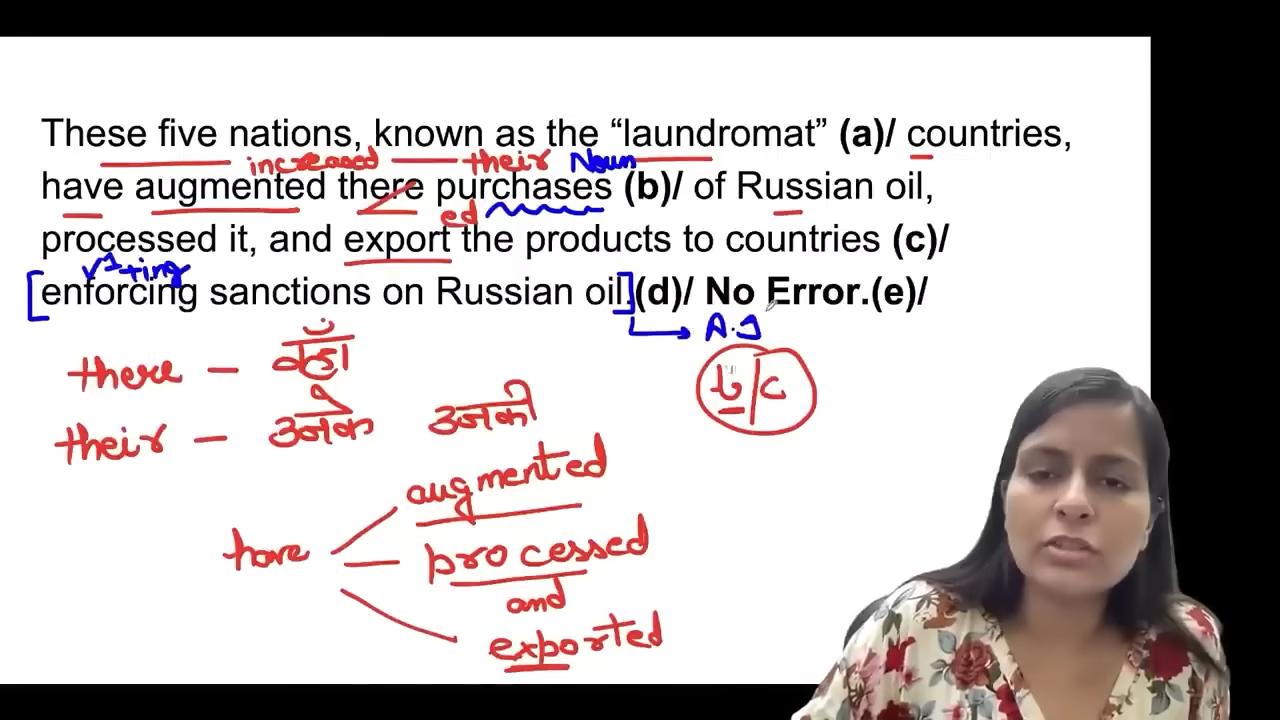 These five nations, known as the “laundromat” (a)/ countries,
increased their Noun
have augmented there purchases (b)/ of Russian oil,
ed
processed it, and export the products to countries (c)/
v1+ing
[enforcing sanctions on Russian oil.](d)/ No Error.(e)/
→ A.J
there – वहाँ
b/c
their – उनके उनकी
augmented
have processed
and
exported